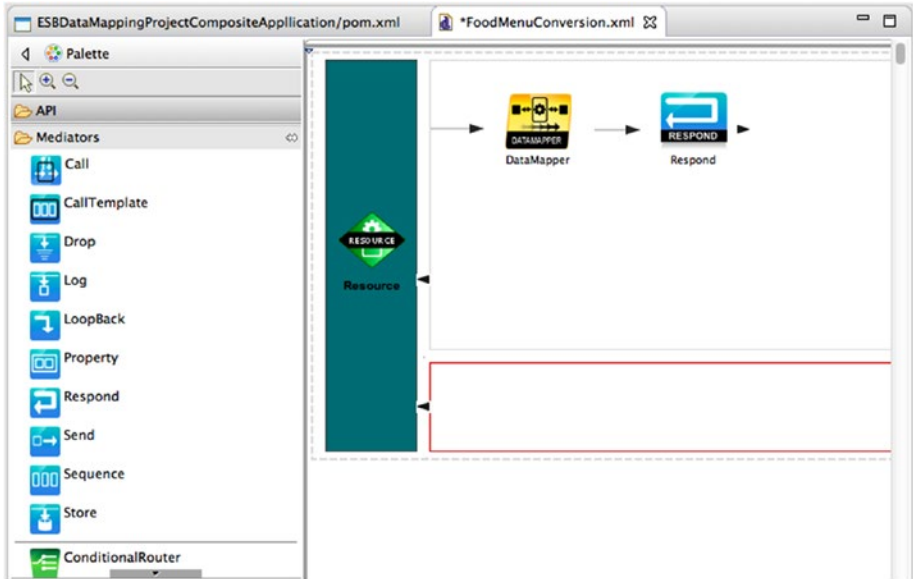 ESBDataMappingProjectCompositeAppllication/pom.xml
*FoodMenuConversion.xml
Palette
API
Mediators
Call
CallTemplate
Drop
Log
LoopBack
Property
Respond
Send
Sequence
Store
ConditionalRouter
RESOURCE
Resource
DATAMAPPER
DataMapper
RESPOND
Respond